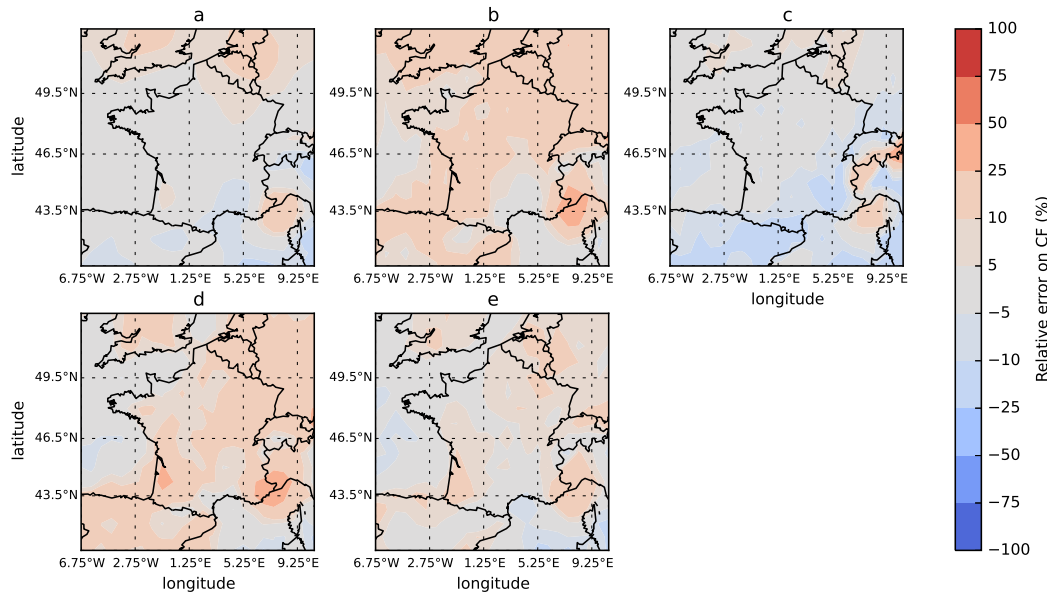 a b c
49.5°N 49.5°N 49.5°N
46.5°N 46.5°N 46.5°N
43.5°N 43.5°N 43.5°N
latitude
6.75°W 2.75°W 1.25°E 5.25°E 9.25°E 6.75°W 2.75°W 1.25°E 5.25°E 9.25°E 6.75°W 2.75°W 1.25°E 5.25°E 9.25°E
longitude
d e
49.5°N 49.5°N
46.5°N 46.5°N
43.5°N 43.5°N
latitude
6.75°W 2.75°W 1.25°E 5.25°E 9.25°E 6.75°W 2.75°W 1.25°E 5.25°E 9.25°E
longitude longitude
100
75
50
25
10
5
−5
−10
−25
−50
−75
−100
Relative error on CF (%)